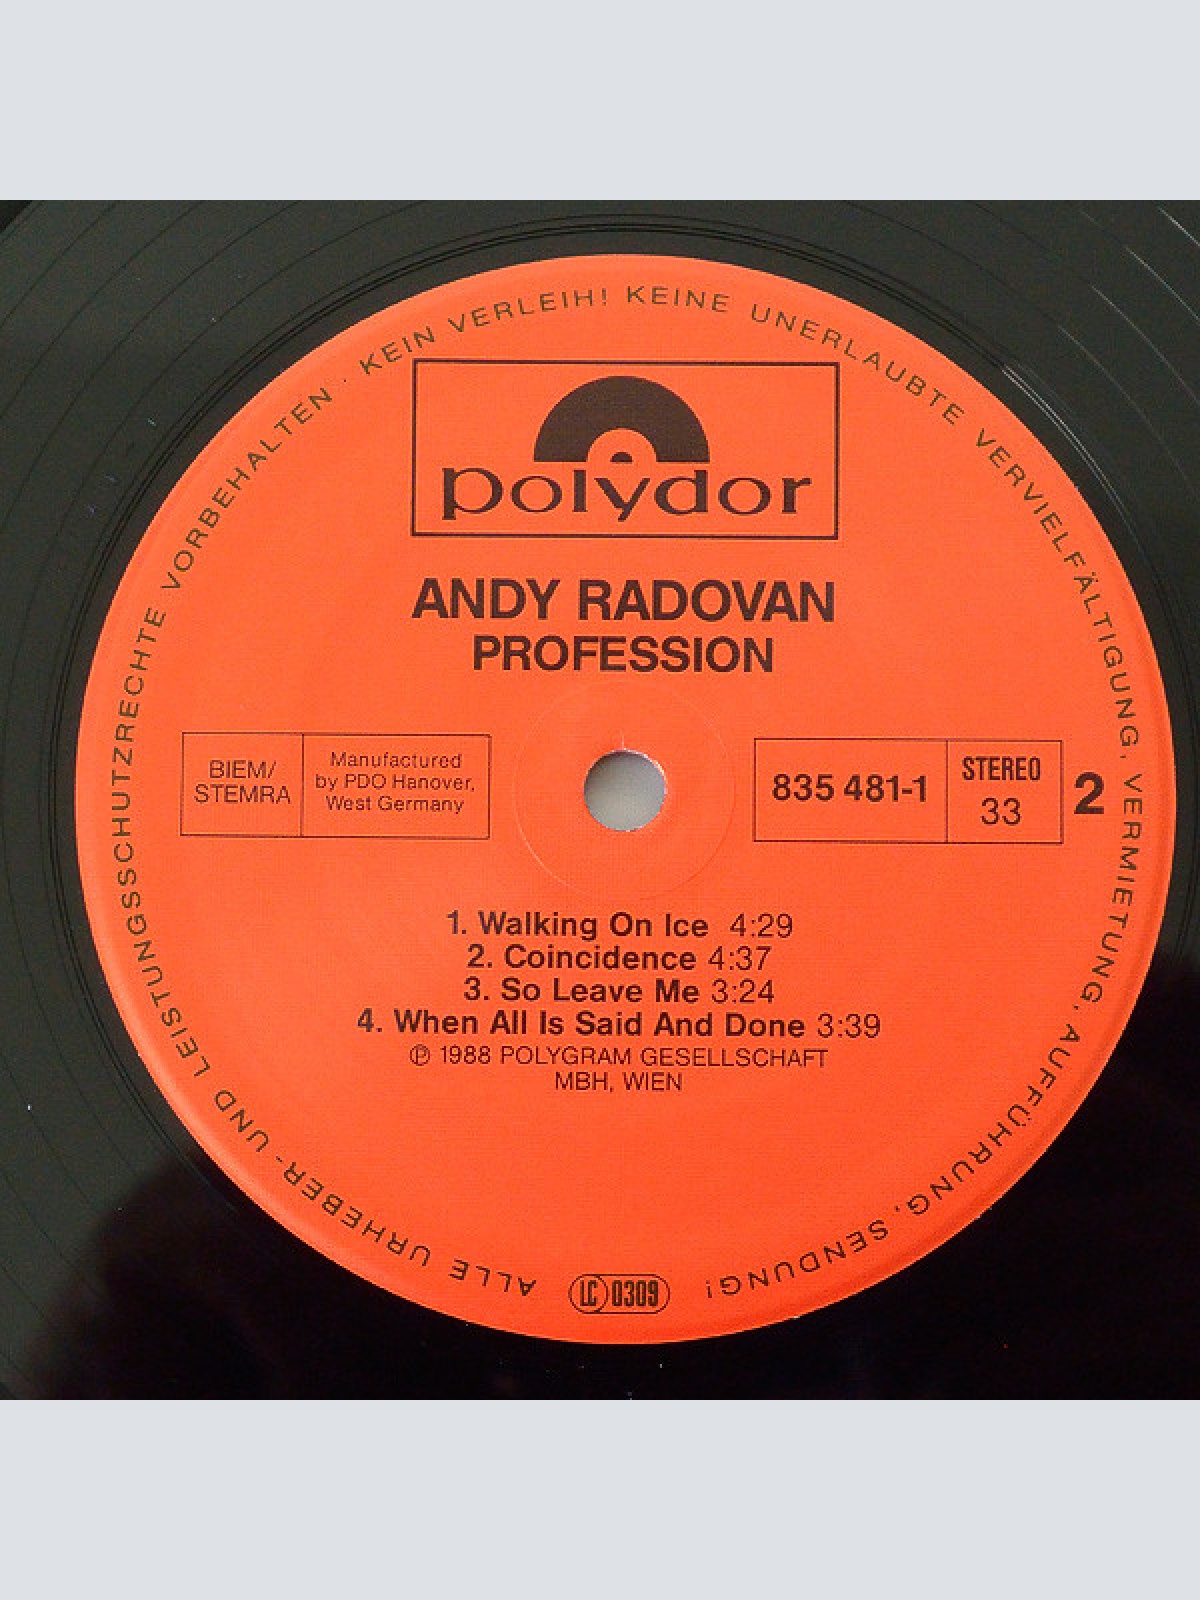 ALLE URHEBER- UND LEISTUNGSSCHUTZRECHTE VORBEHALTEN · KEIN VERLEIH! KEINE UNERLAUBTE VERVIELFÄLTIGUNG, VERMIETUNG, AUFFÜHRUNG, SENDUNG!
polydor
ANDY RADOVAN
PROFESSION
BIEM/
STEMRA
Manufactured
by PDO Hanover,
West Germany
835 481-1
STEREO
33
2
1. Walking On Ice 4:29
2. Coincidence 4:37
3. So Leave Me 3:24
4. When All Is Said And Done 3:39
℗ 1988 POLYGRAM GESELLSCHAFT
MBH, WIEN
LC 0309